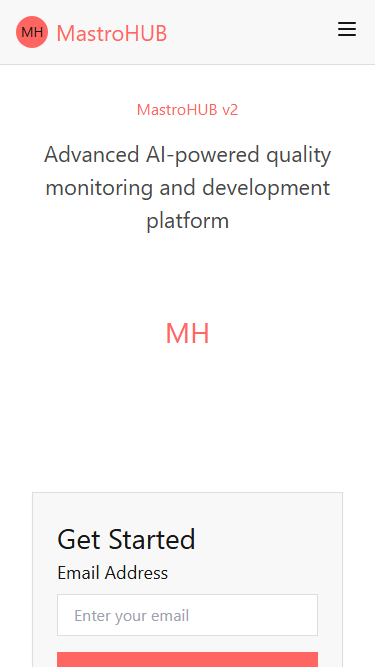 MH MastroHUB
MastroHUB v2
Advanced AI-powered quality
monitoring and development
platform
MH
Get Started
Email Address
Enter your email